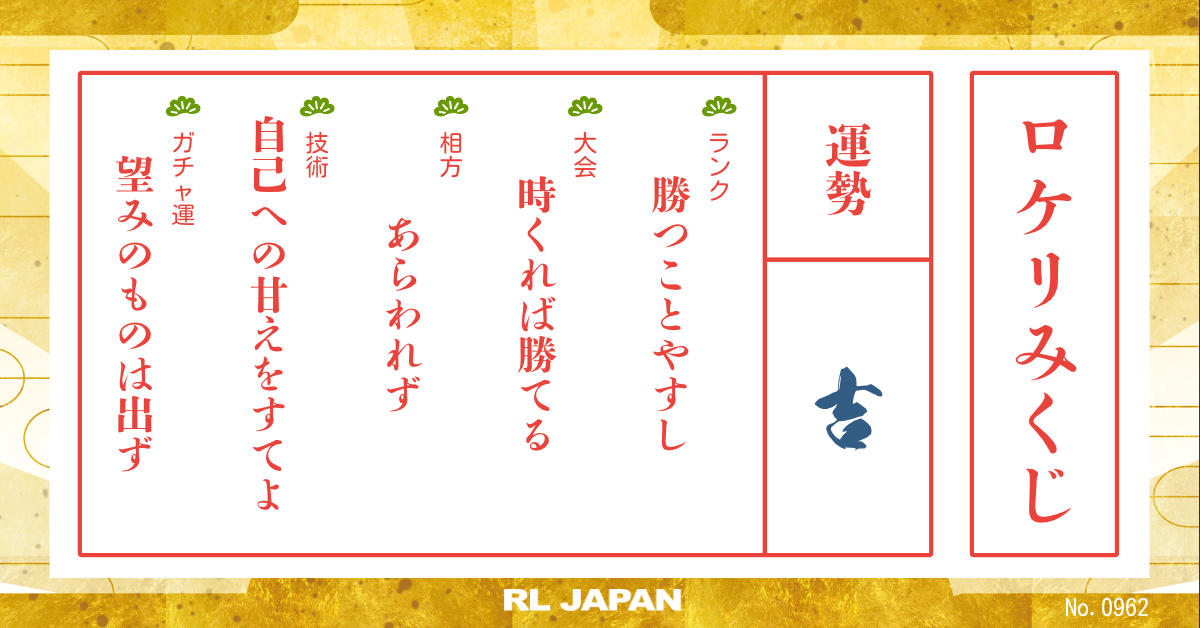 ロケリみくじ
運勢
吉
ランク
勝つことやすし
大会
時くれば勝てる
相方
あらわれず
技術
自己への甘えをすてよ
ガチャ運
望みのものは出ず
RL JAPAN
No. 0962